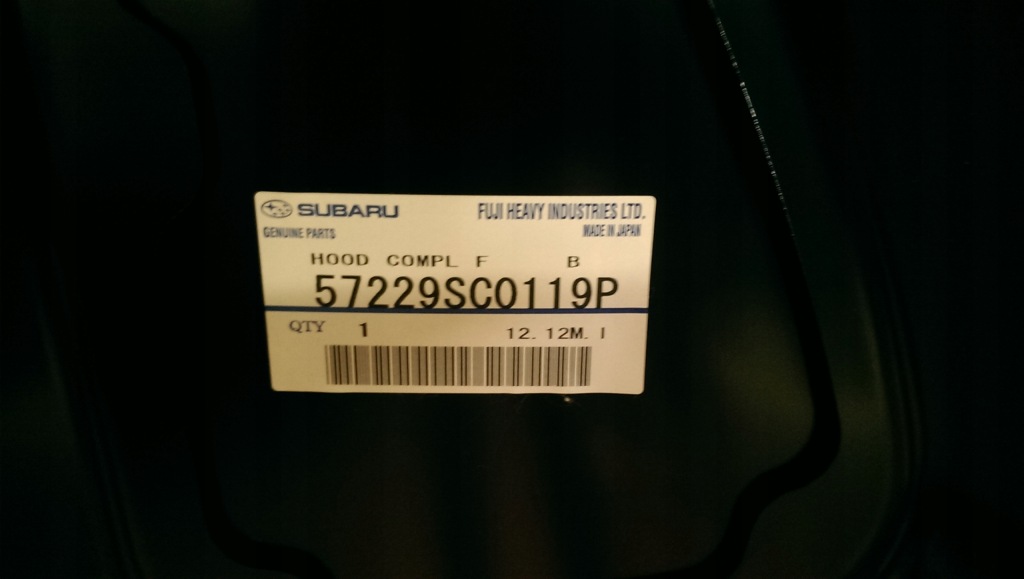 SUBARU FUJI HEAVY INDUSTRIES LTD.
GENUINE PARTS MADE IN JAPAN
HOOD COMPL F B
57229SC0119P
QTY 1 12. 12M. I